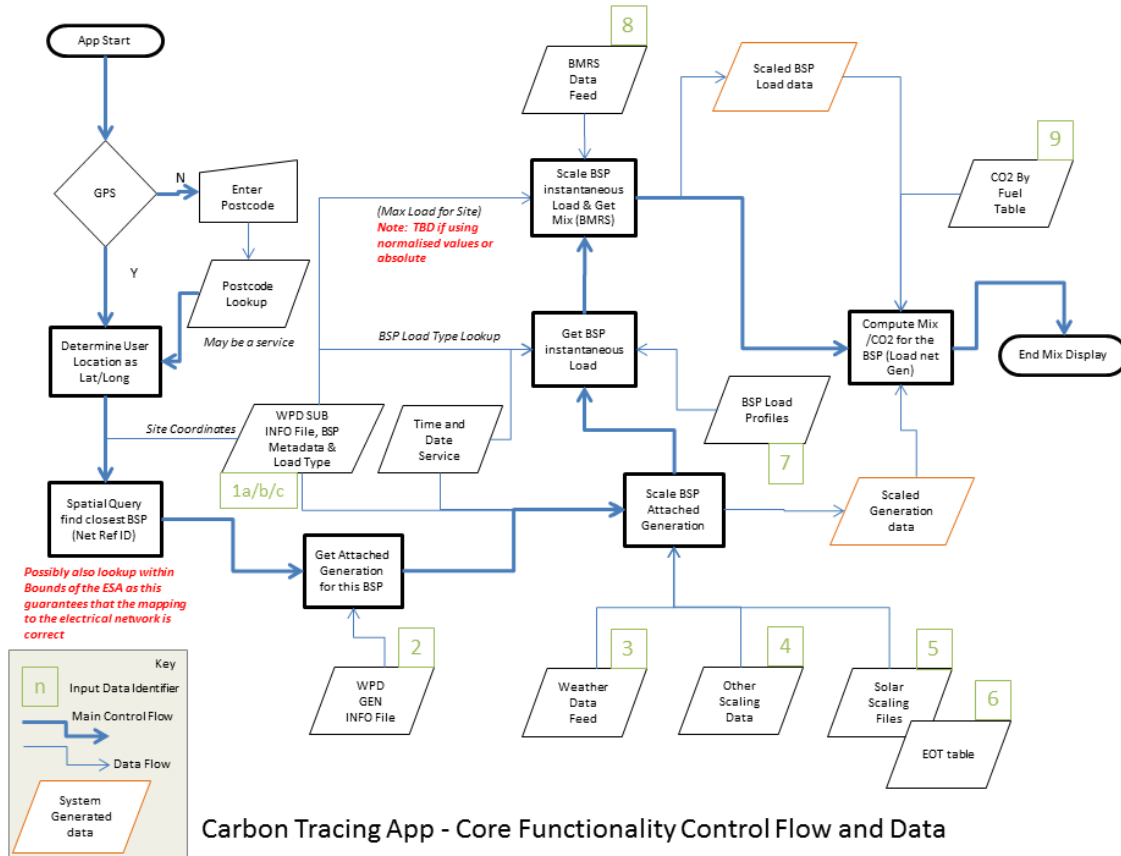 App Start
GPS
N
Y
Enter
Postcode
Postcode
Lookup
May be a service
Determine User
Location as
Lat/Long
Site Coordinates
WPD SUB
INFO File, BSP
Metadata &
Load Type
1a/b/c
Time and
Date
Service
Spatial Query
find closest BSP
(Net Ref ID)
Possibly also lookup within
Bounds of the ESA as this
guarantees that the mapping
to the electrical network is
correct
Get Attached
Generation
for this BSP
2
WPD
GEN
INFO File
8
BMRS
Data
Feed
Scale BSP
instantaneous
Load & Get
Mix (BMRS)
(Max Load for Site)
Note: TBD if using
normalised values or
absolute
BSP Load Type Lookup
Get BSP
instantaneous
Load
BSP Load
Profiles
7
Scale BSP
Attached
Generation
3
Weather
Data
Feed
4
Other
Scaling
Data
5
Solar
Scaling
Files
6
EOT table
Scaled BSP
Load data
9
CO2 By
Fuel
Table
Compute Mix
/CO2 for the
BSP (Load net
Gen)
End Mix Display
Scaled
Generation
data
Key
n
Input Data Identifier
Main Control Flow
Data Flow
System
Generated
data
Carbon Tracing App - Core Functionality Control Flow and Data